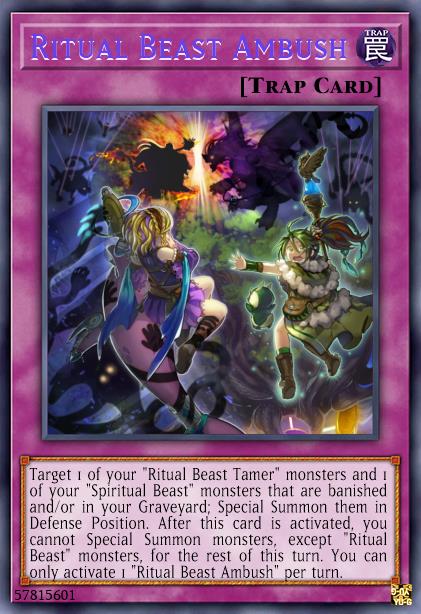 RITUAL BEAST AMBUSH
TRAP
罠
[TRAP CARD]
Target 1 of your "Ritual Beast Tamer" monsters and 1
of your "Spiritual Beast" monsters that are banished
and/or in your Graveyard; Special Summon them in
Defense Position. After this card is activated, you
cannot Special Summon monsters, except "Ritual
Beast" monsters, for the rest of this turn. You can
only activate 1 "Ritual Beast Ambush" per turn.
57815601